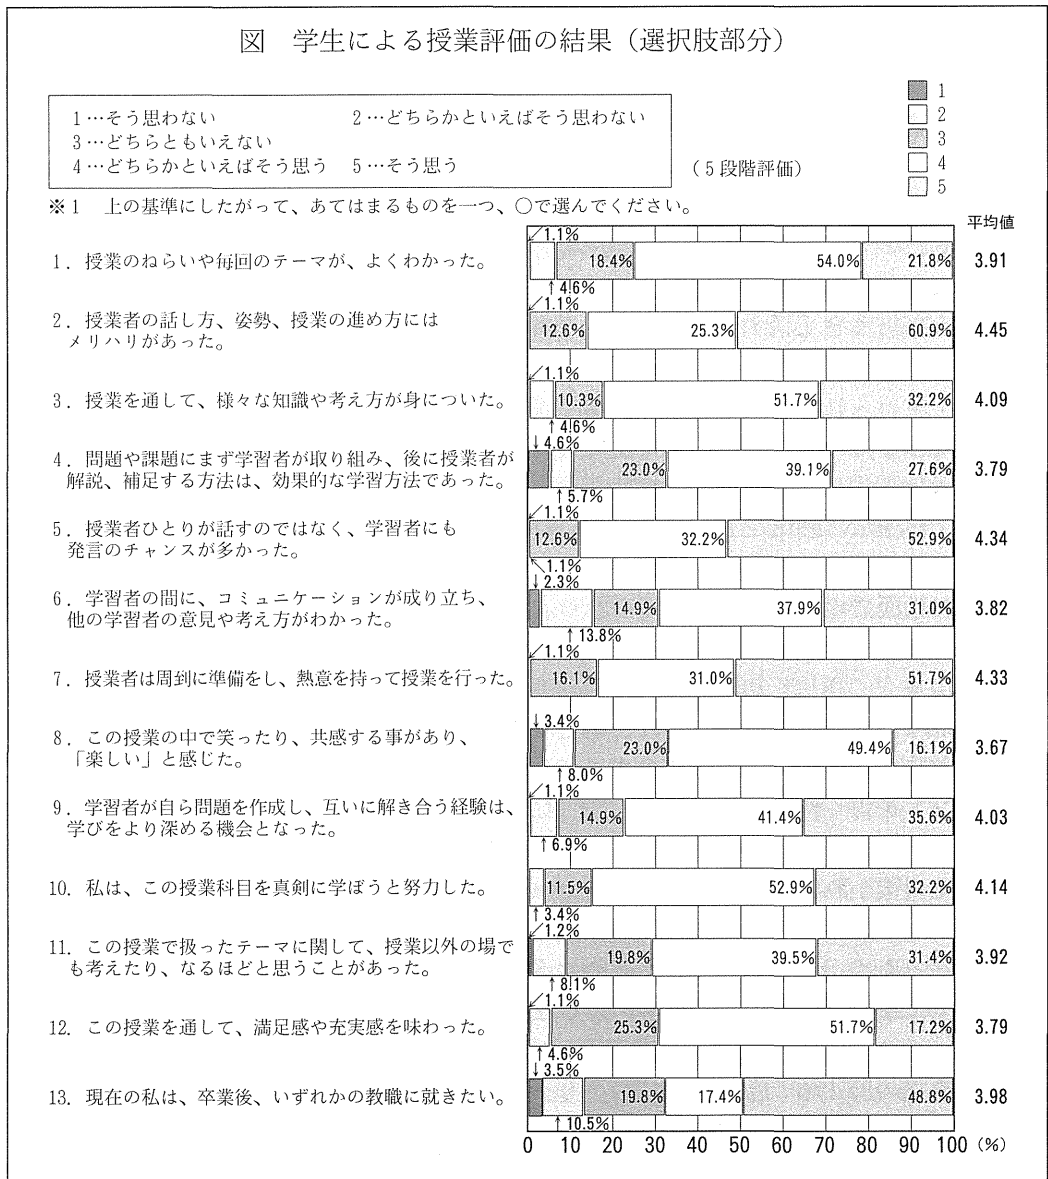 図　学生による授業評価の結果（選択肢部分）
1…そう思わない　2…どちらかといえばそう思わない
3…どちらともいえない
4…どちらかといえばそう思う　5…そう思う
（5段階評価）
1
2
3
4
5
※1　上の基準にしたがって、あてはまるものを一つ、○で選んでください。
平均値
1．授業のねらいや毎回のテーマが、よくわかった。
1.1%
18.4% 54.0% 21.8% 3.91
4.6%
2．授業者の話し方、姿勢、授業の進め方には
メリハリがあった。
1.1%
12.6% 25.3% 60.9% 4.45
3．授業を通して、様々な知識や考え方が身についた。
1.1%
10.3% 51.7% 32.2% 4.09
4.6%
4．問題や課題にまず学習者が取り組み、後に授業者が
解説、補足する方法は、効果的な学習方法であった。
4.6%
23.0% 39.1% 27.6% 3.79
5.7%
5．授業者ひとりが話すのではなく、学習者にも
発言のチャンスが多かった。
1.1%
12.6% 32.2% 52.9% 4.34
1.1%
6．学習者の間に、コミュニケーションが成り立ち、
他の学習者の意見や考え方がわかった。
2.3%
14.9% 37.9% 31.0% 3.82
13.8%
7．授業者は周到に準備をし、熱意を持って授業を行った。
1.1%
16.1% 31.0% 51.7% 4.33
8．この授業の中で笑ったり、共感する事があり、
「楽しい」と感じた。
3.4%
23.0% 49.4% 16.1% 3.67
8.0%
9．学習者が自ら問題を作成し、互いに解き合う経験は、
学びをより深める機会となった。
1.1%
14.9% 41.4% 35.6% 4.03
6.9%
10. 私は、この授業科目を真剣に学ぼうと努力した。
11.5% 52.9% 32.2% 4.14
3.4%
11. この授業で扱ったテーマに関して、授業以外の場で
も考えたり、なるほどと思うことがあった。
1.2%
19.8% 39.5% 31.4% 3.92
8.1%
12. この授業を通して、満足感や充実感を味わった。
1.1%
25.3% 51.7% 17.2% 3.79
4.6%
13. 現在の私は、卒業後、いずれかの教職に就きたい。
3.5%
19.8% 17.4% 48.8% 3.98
10.5%
0 10 20 30 40 50 60 70 80 90 100 (%)